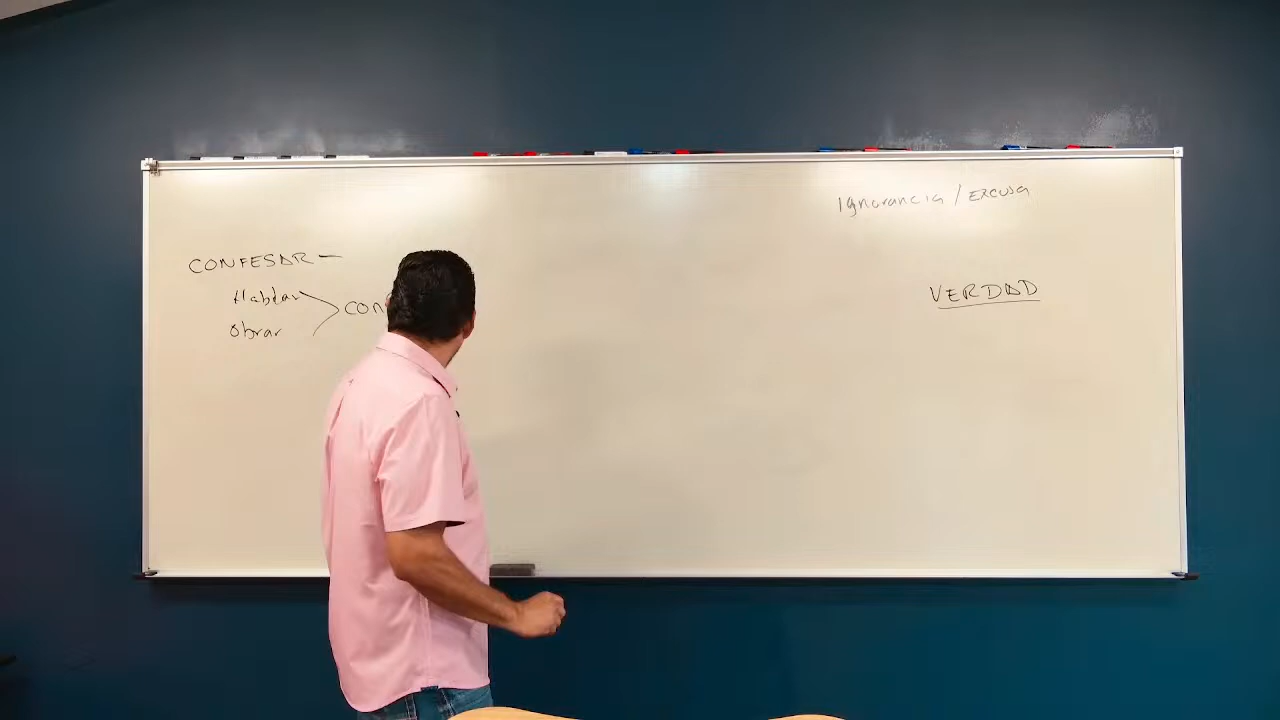 Ignorancia / EXCUSA
CONFESAR —
VERDAD
Hablar
Obrar